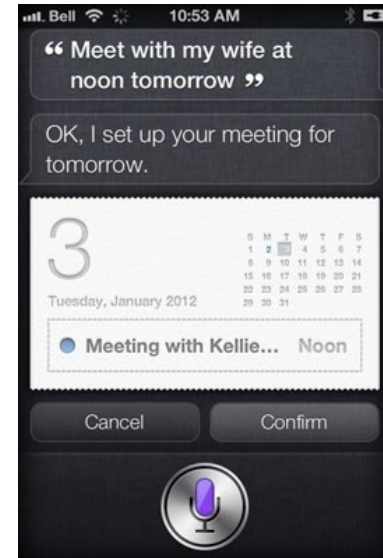 Bell 10:53 AM
“ Meet with my wife at
noon tomorrow ”
OK, I set up your meeting for
tomorrow.
3
S M T W T F S
1 2 3 4 5 6 7
8 9 10 11 12 13 14
15 16 17 18 19 20 21
22 23 24 25 26 27 28
29 30 31
Tuesday, January 2012
Meeting with Kellie... Noon
Cancel Confirm